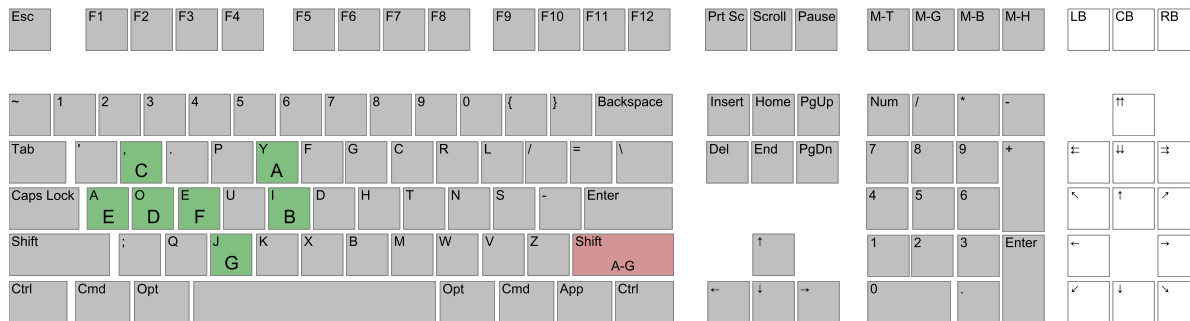 Esc F1 F2 F3 F4 F5 F6 F7 F8 F9 F10 F11 F12 Prt Sc Scroll Pause M-T M-G M-B M-H LB CB RB
~ 1 2 3 4 5 6 7 8 9 0 { } Backspace Insert Home PgUp Num / * - ⇈
Tab ' , . P Y F G C R L / = \ Del End PgDn 7 8 9 + ⇇ ⇊ ⇉
C A
Caps Lock A O E U I D H T N S - Enter 4 5 6 ↖ ↑ ↗
E D F B
Shift ; Q J K X B M W V Z Shift ↑ 1 2 3 Enter ← →
G A-G
Ctrl Cmd Opt Opt Cmd App Ctrl ← ↓ → 0 . ↙ ↓ ↘